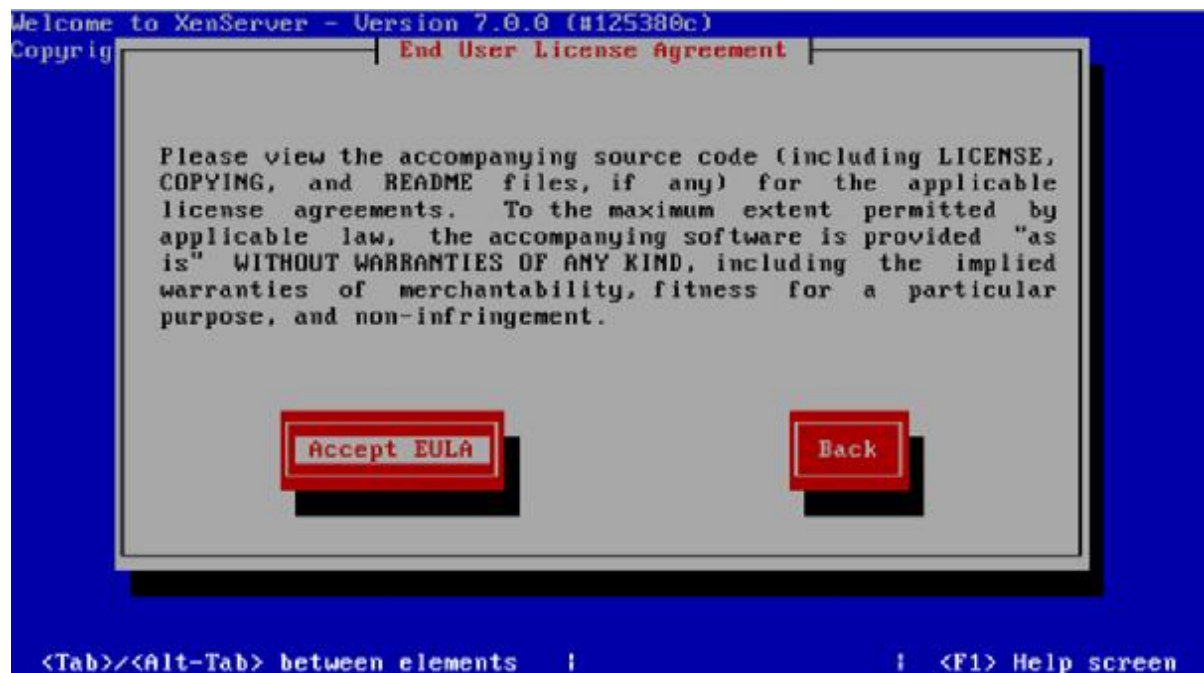 Welcome to XenServer - Version 7.0.0 (#125380c)
Copyrig
End User License Agreement
Please view the accompanying source code (including LICENSE,
COPYING, and README files, if any) for the applicable
license agreements. To the maximum extent permitted by
applicable law, the accompanying software is provided "as
is" WITHOUT WARRANTIES OF ANY KIND, including the implied
warranties of merchantability, fitness for a particular
purpose, and non-infringement.
Accept EULA Back
<Tab>/<Alt-Tab> between elements | | <F1> Help screen